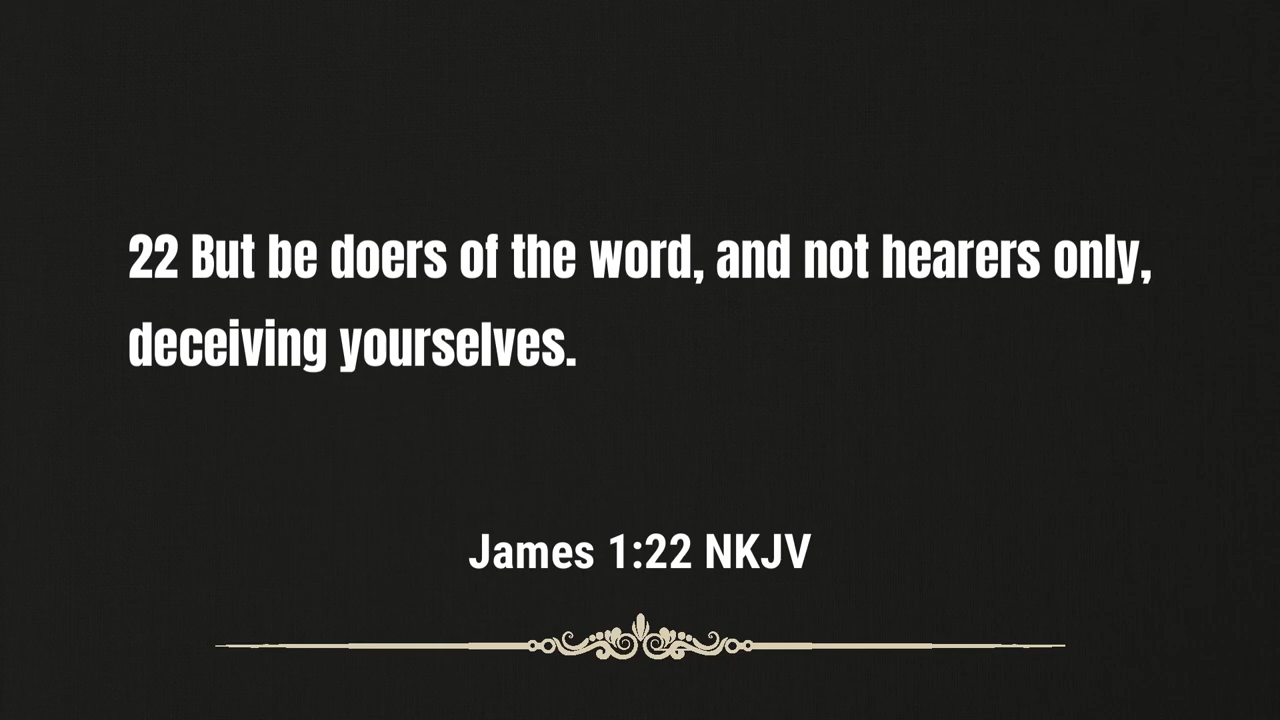 22 But be doers of the word, and not hearers only,
deceiving yourselves.
James 1:22 NKJV